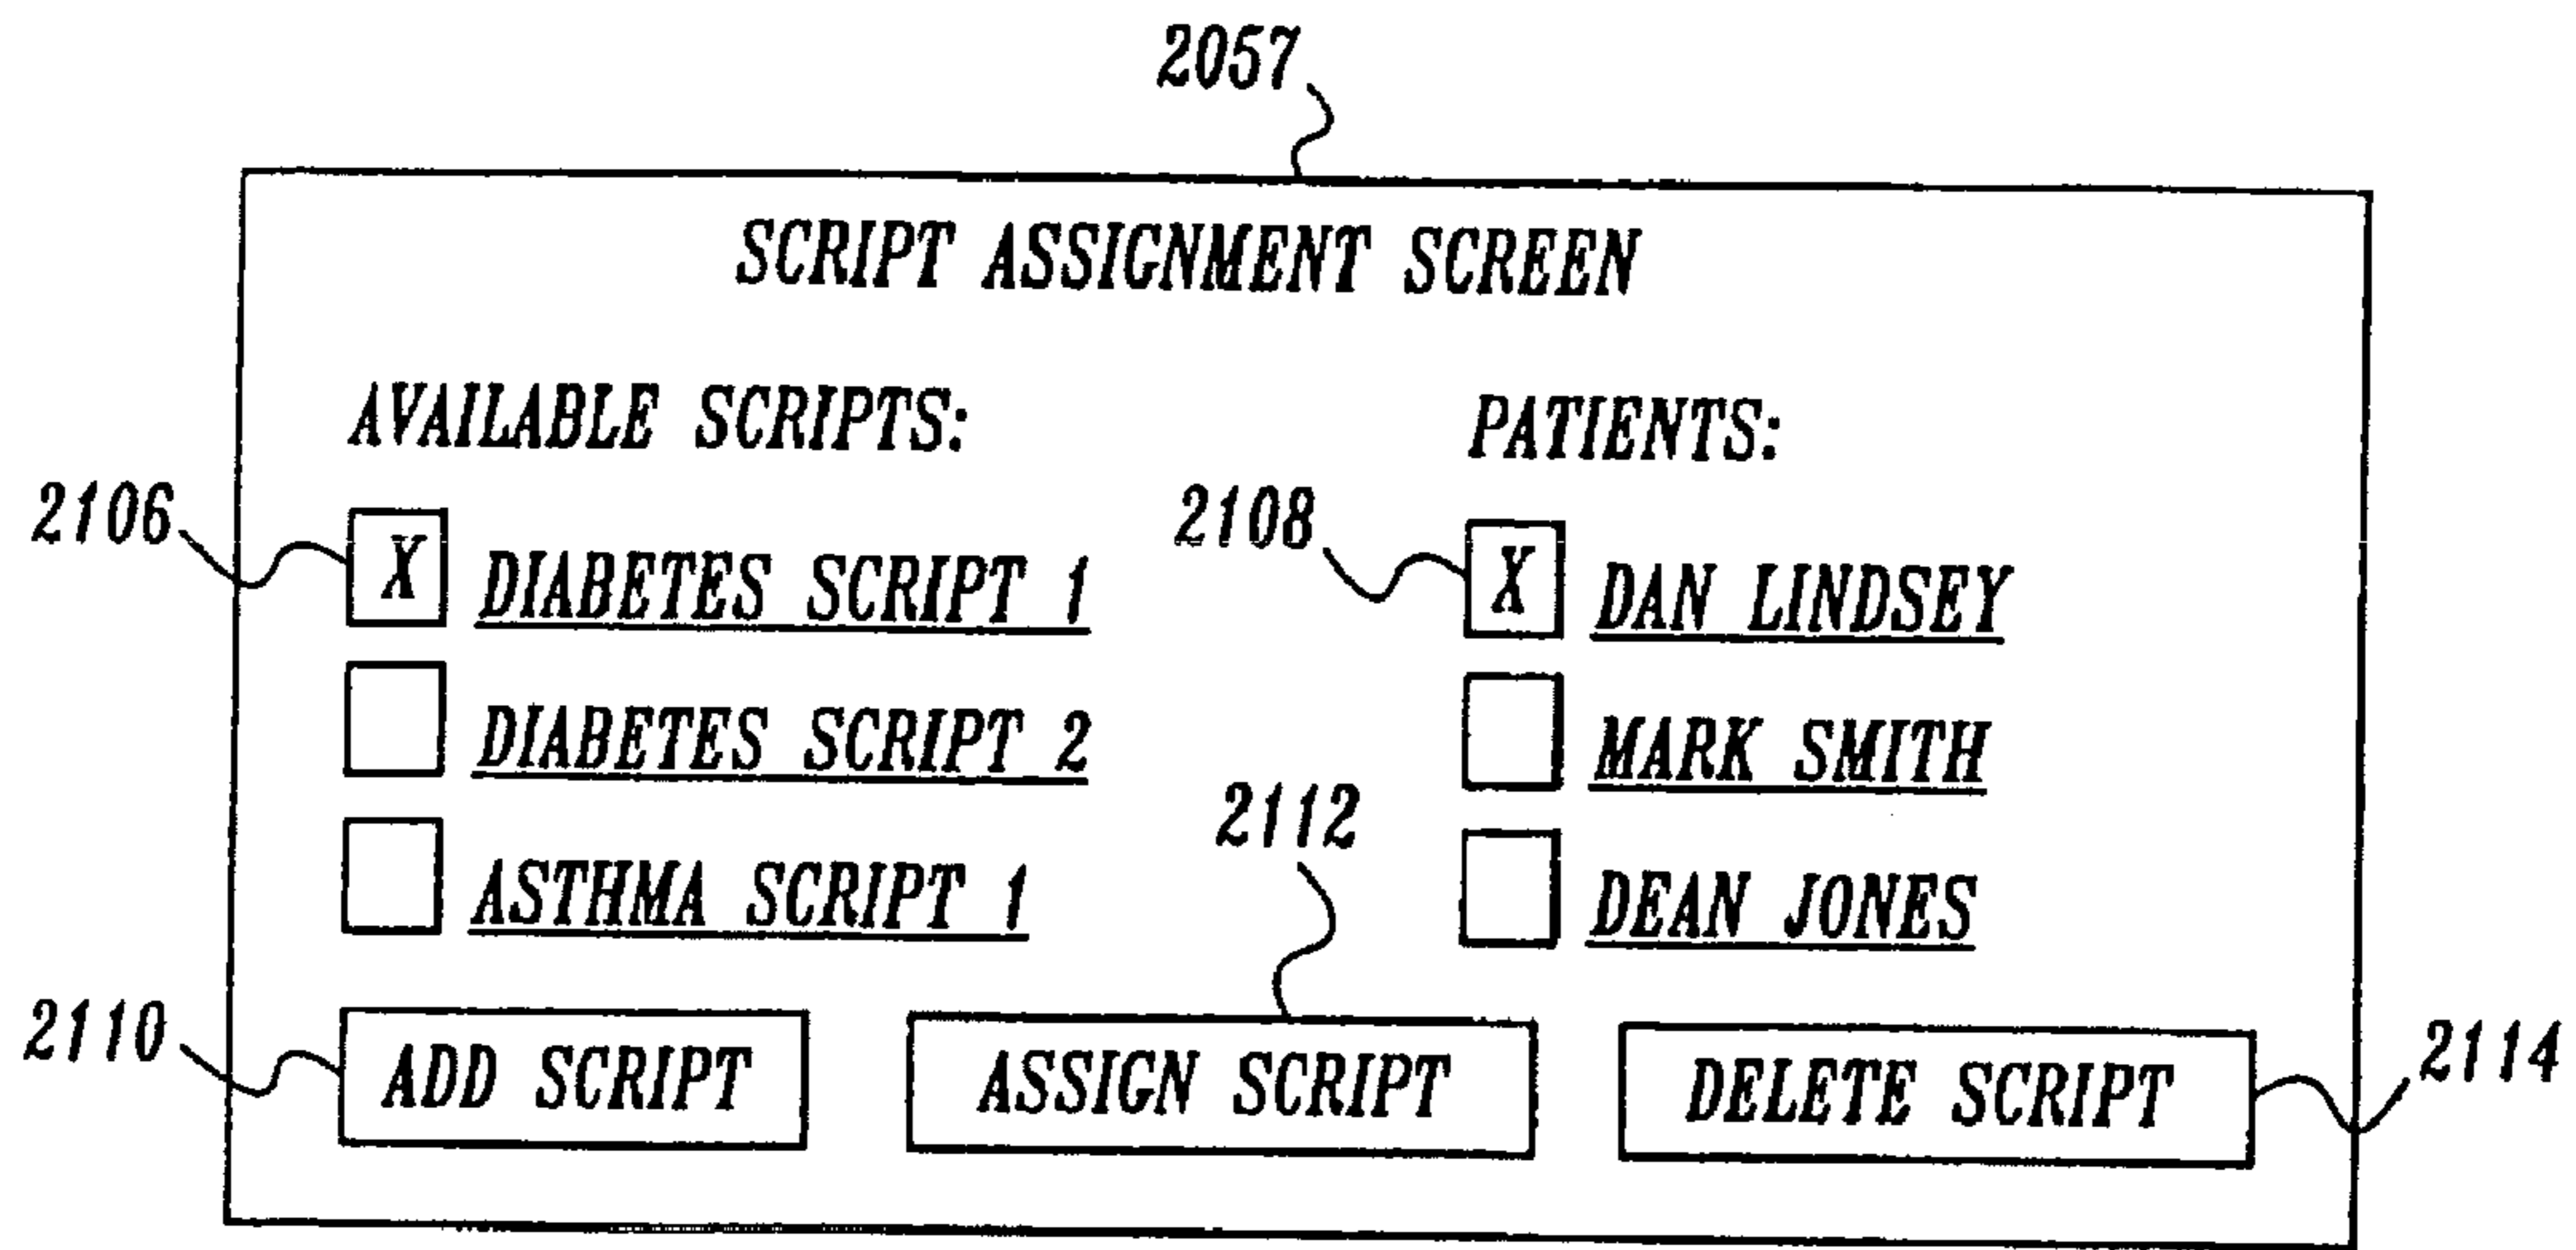 2057
SCRIPT ASSIGNMENT SCREEN
AVAILABLE SCRIPTS:
PATIENTS:
2106
X DIABETES SCRIPT 1
2108
X DAN LINDSEY
DIABETES SCRIPT 2
MARK SMITH
2112
ASTHMA SCRIPT 1
DEAN JONES
2110
ADD SCRIPT
ASSIGN SCRIPT
DELETE SCRIPT
2114